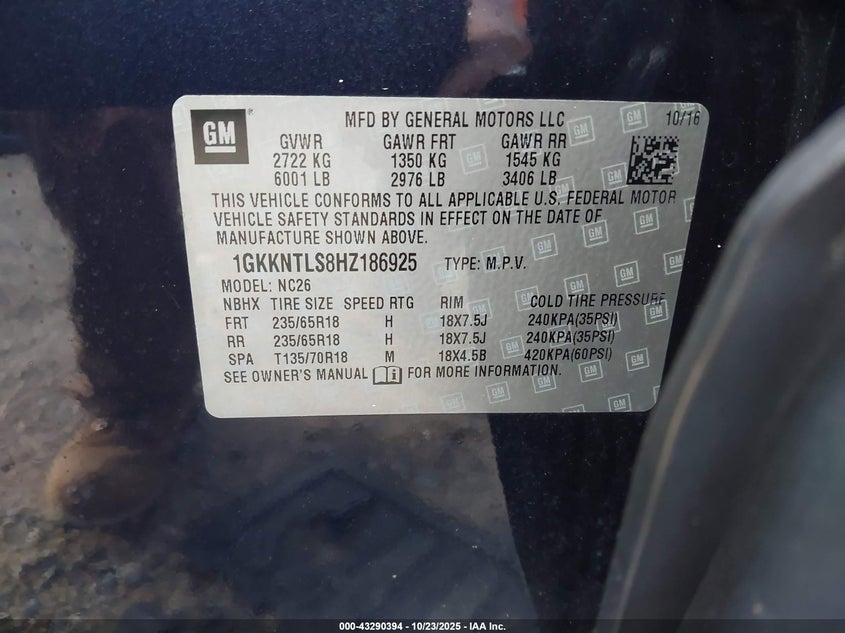 GM ® MFD BY GENERAL MOTORS LLC 10/16
GVWR GAWR FRT GAWR RR
2722 KG 1350 KG 1545 KG
6001 LB 2976 LB 3406 LB
THIS VEHICLE CONFORMS TO ALL APPLICABLE U.S. FEDERAL MOTOR
VEHICLE SAFETY STANDARDS IN EFFECT ON THE DATE OF
MANUFACTURE SHOWN ABOVE.
1GKKNTLS8HZ186925 TYPE: M.P.V.
MODEL: NC26
NBHX TIRE SIZE SPEED RTG RIM COLD TIRE PRESSURE
FRT 235/65R18 H 18X7.5J 240KPA(35PSI)
RR 235/65R18 H 18X7.5J 240KPA(35PSI)
SPA T135/70R18 M 18X4.5B 420KPA(60PSI)
SEE OWNER'S MANUAL FOR MORE INFORMATION.
000-43290394 - 10/23/2025 - IAA Inc.